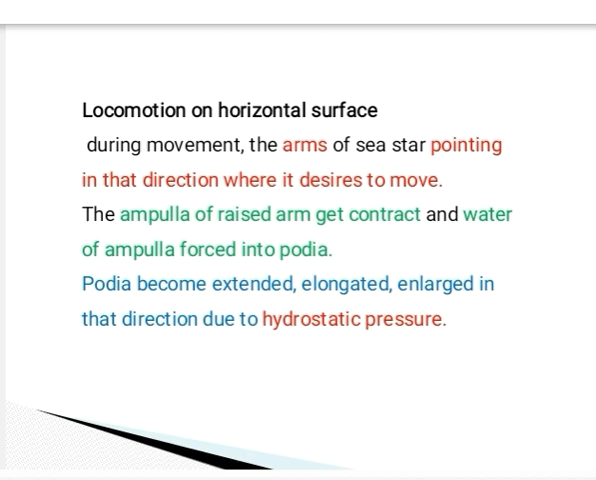 Locomotion on horizontal surface
during movement, the arms of sea star pointing
in that direction where it desires to move.
The ampulla of raised arm get contract and water
of ampulla forced into podia.
Podia become extended, elongated, enlarged in
that direction due to hydrostatic pressure.